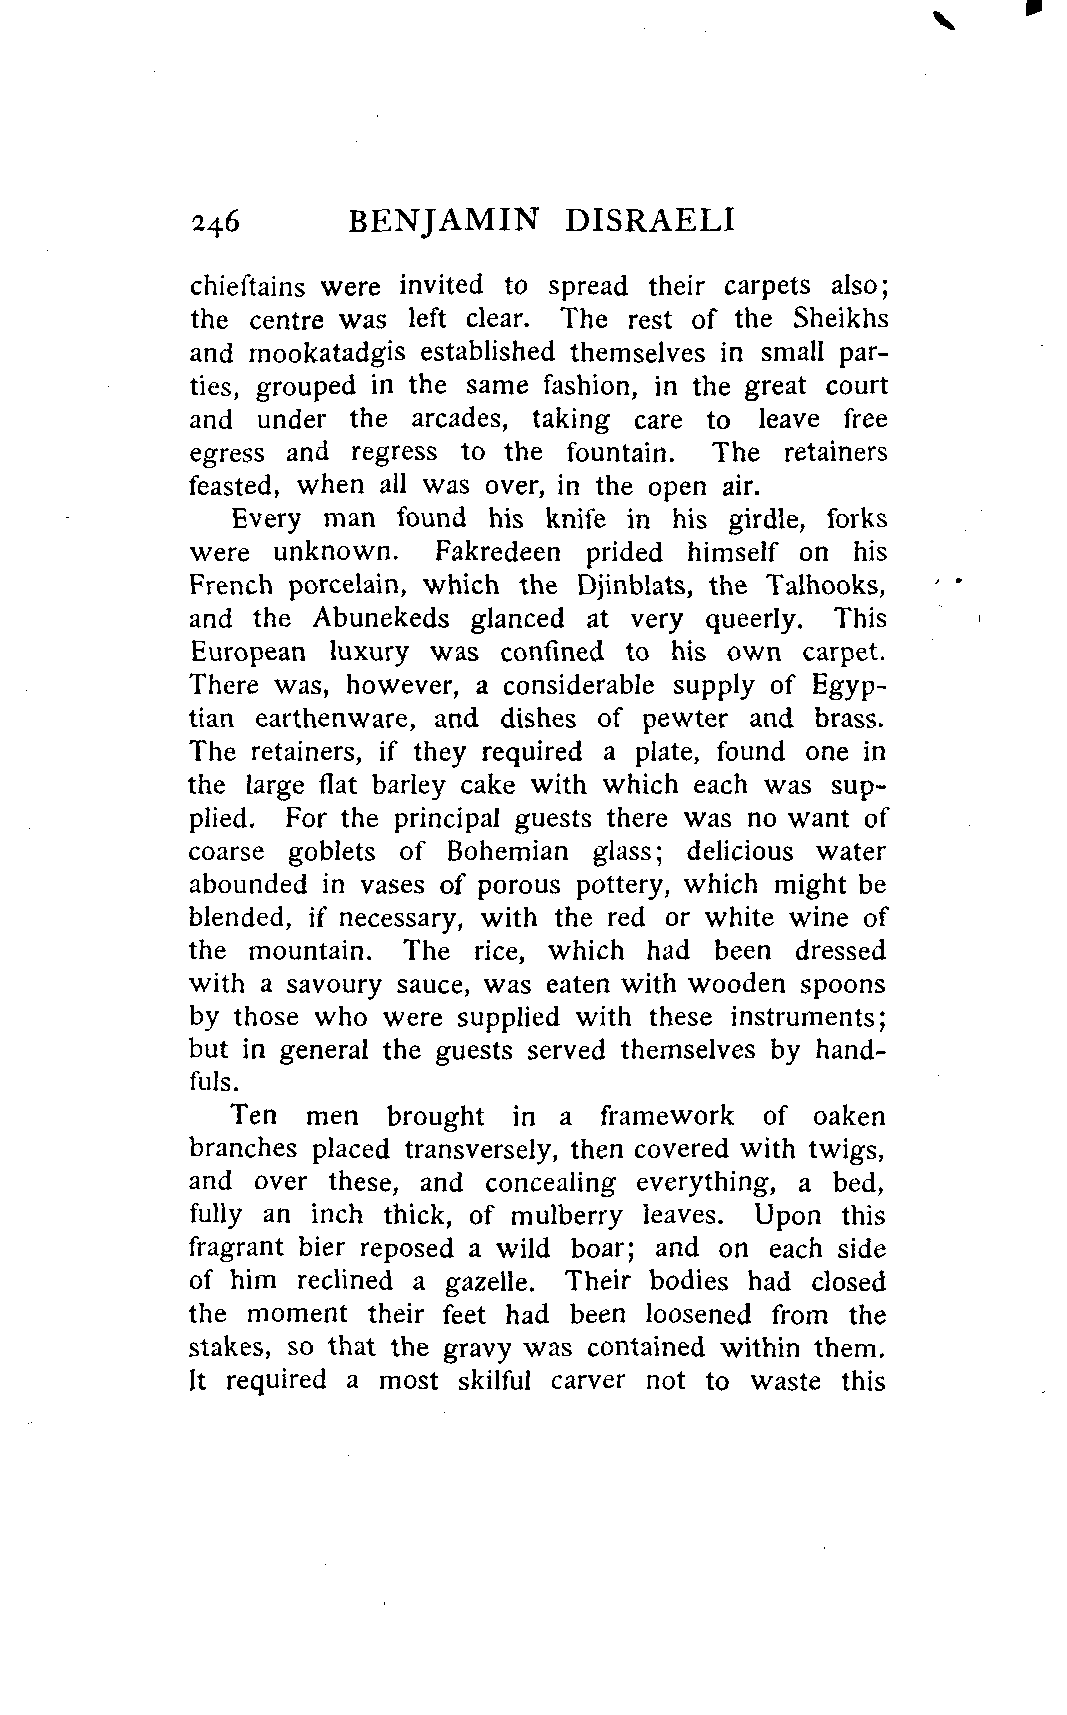 246 BENJAMIN DISRAELI
chieftains were invited to spread their carpets also;
the centre was left clear. The rest of the Sheikhs
and mookatadgis established themselves in small par-
ties, grouped in the same fashion, in the great court
and under the arcades, taking care to leave free
egress and regress to the fountain. The retainers
feasted, when all was over, in the open air.
Every man found his knife in his girdle, forks
were unknown. Fakredeen prided himself on his
French porcelain, which the Djinblats, the Talhooks,
and the Abunekeds glanced at very queerly. This
European luxury was confined to his own carpet.
There was, however, a considerable supply of Egyp-
tian earthenware, and dishes of pewter and brass.
The retainers, if they required a plate, found one in
the large flat barley cake with which each was sup-
plied. For the principal guests there was no want of
coarse goblets of Bohemian glass; delicious water
abounded in vases of porous pottery, which might be
blended, if necessary, with the red or white wine of
the mountain. The rice, which had been dressed
with a savoury sauce, was eaten with wooden spoons
by those who were supplied with these instruments;
but in general the guests served themselves by hand-
fuls.
Ten men brought in a framework of oaken
branches placed transversely, then covered with twigs,
and over these, and concealing everything, a bed,
fully an inch thick, of mulberry leaves. Upon this
fragrant bier reposed a wild boar; and on each side
of him reclined a gazelle. Their bodies had closed
the moment their feet had been loosened from the
stakes, so that the gravy was contained within them.
It required a most skilful carver not to waste this